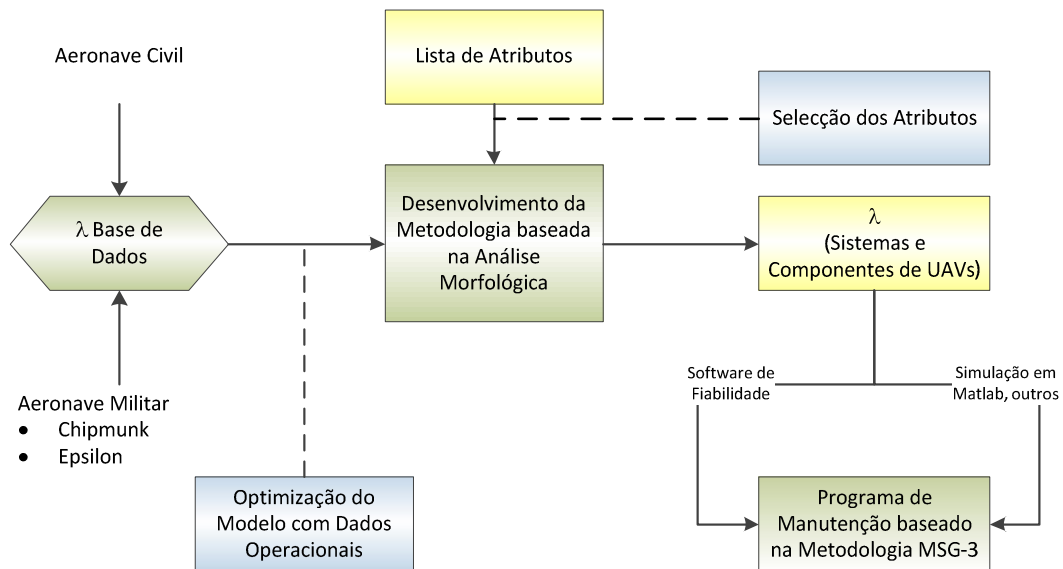 Aeronave Civil
Lista de Atributos
Selecção dos Atributos
λ Base de
Dados
Desenvolvimento da
Metodologia baseada
na Análise
Morfológica
λ
(Sistemas e
Componentes de UAVs)
Software de
Fiabilidade
Simulação em
Matlab, outros
Aeronave Militar
• Chipmunk
• Epsilon
Optimização do
Modelo com Dados
Operacionais
Programa de
Manutenção baseado
na Metodologia MSG-3